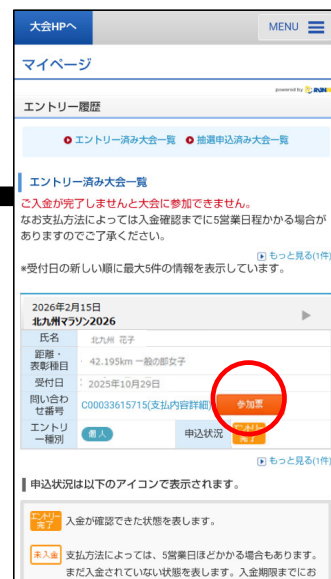 大会HPへ
MENU
マイページ
powered by RUNNET
エントリー履歴
エントリー済み大会一覧 抽選申込済み大会一覧
エントリー済み大会一覧
ご入金が完了しませんと大会に参加できません。
なお支払方法によっては入金確認までに5営業日程かかる場合が
ありますのでご了承ください。
もっと見る(1件)
*受付日の新しい順に最大5件の情報を表示しています。
2026年2月15日
北九州マラソン2026
氏名 北九州 花子
距離・
表彰種目 42.195km 一般の部女子
受付日 2025年10月29日
問い合わ
せ番号 C00033615715(支払内容詳細) 参加票
エントリ
ー種別 個人 申込状況 エントリー
完了
もっと見る(1件)
申込状況は以下のアイコンで表示されます。
エントリー
完了 入金が確認できた状態を表します。
未入金 支払方法によっては、5営業日ほどかかる場合もあります。
まだ入金されていない状態を表します。入金期限までにお